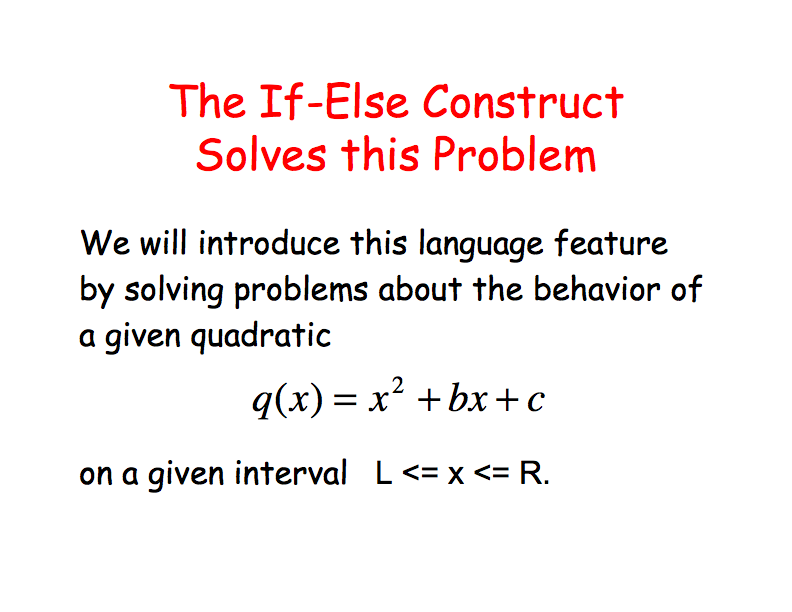 The If-Else Construct
Solves this Problem
We will introduce this language feature
by solving problems about the behavior of
a given quadratic
q(x) = x² + bx + c
on a given interval L <= x <= R.